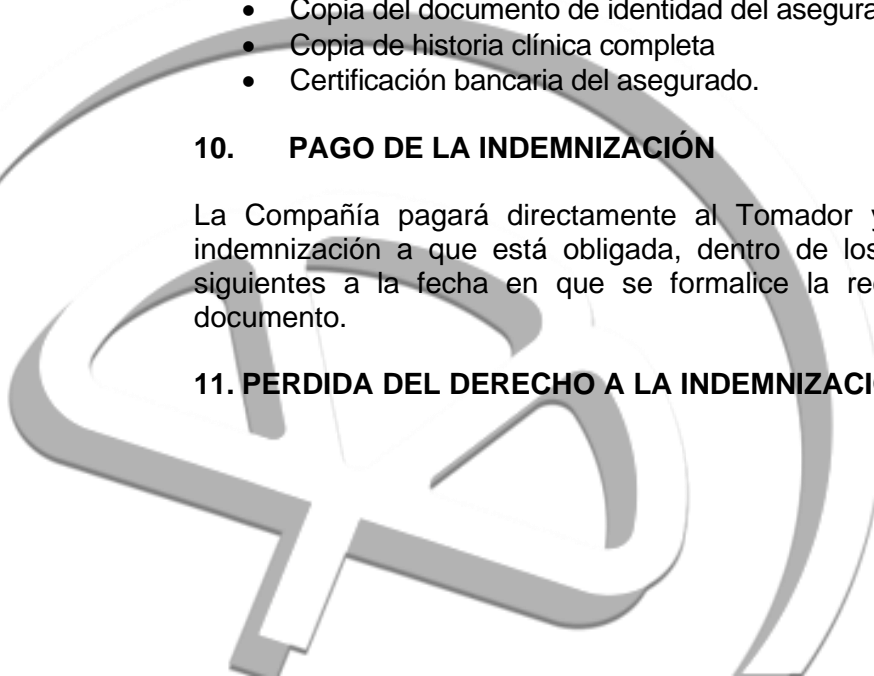 • Copia del documento de identidad del asegura
• Copia de historia clínica completa
• Certificación bancaria del asegurado.
10. PAGO DE LA INDEMNIZACIÓN
La Compañía pagará directamente al Tomador
indemnización a que está obligada, dentro de los
siguientes a la fecha en que se formalice la
documento.
11. PERDIDA DEL DERECHO A LA INDEMNIZACI